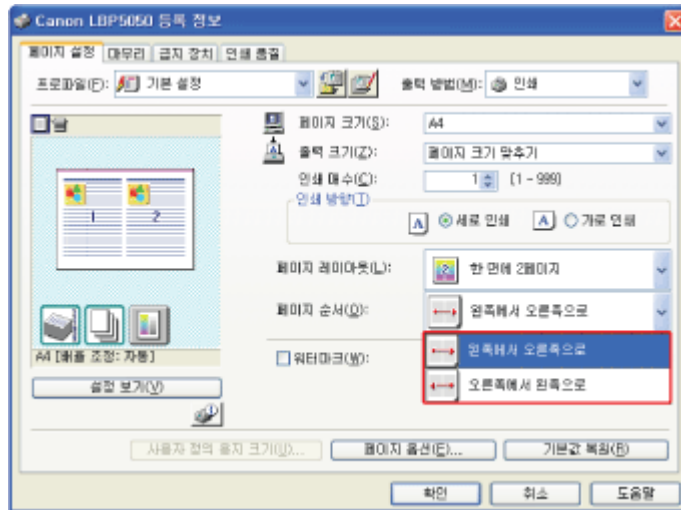 Canon LBP5050 등록 정보
페이지 설정 마무리 급지 장치 인쇄 품질
프로파일(F): 기본 설정 출력 방법(M): 인쇄
페이지 크기(S): A4
출력 크기(Z): 페이지 크기 맞추기
인쇄 매수(C): 1 (1 - 999)
인쇄 방향(T)
A 세로 인쇄 A 가로 인쇄
1 2
페이지 레이아웃(L): 2 한 면에 2페이지
페이지 순서(O): 왼쪽에서 오른쪽으로
왼쪽에서 오른쪽으로
A4 [배율 조정: 자동]
워터마크(W):
오른쪽에서 왼쪽으로
설정 보기(V)
사용자 정의 용지 크기(U)... 페이지 옵션(E)... 기본값 복원(R)
확인 취소 도움말